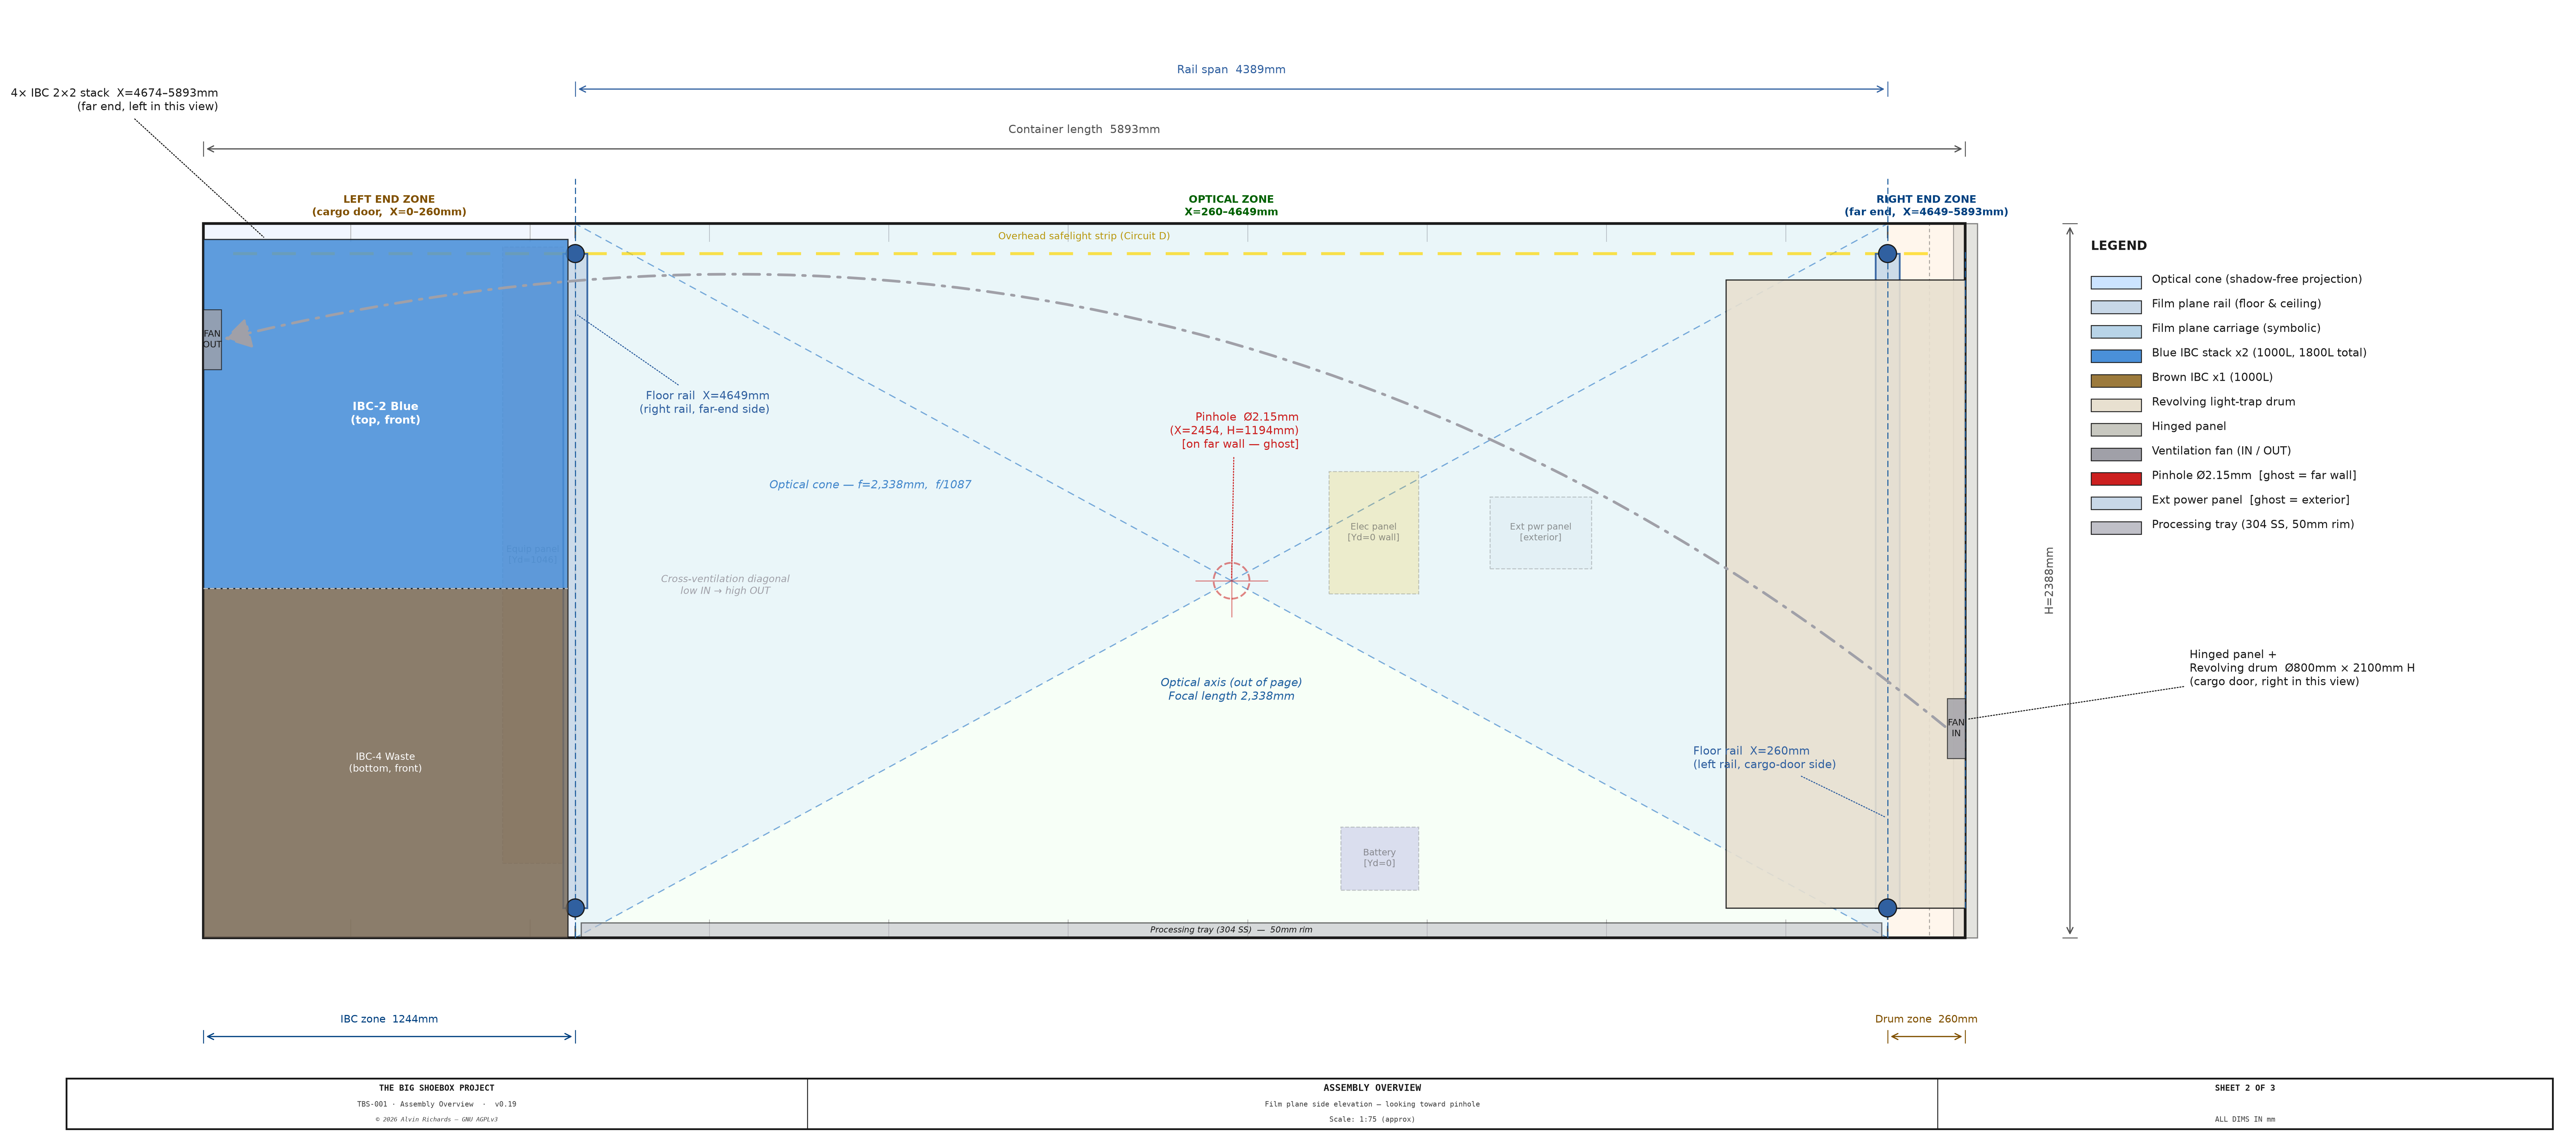 Rail span  4389mm
4× IBC 2×2 stack  X=4674–5893mm
(far end, left in this view)
Container length  5893mm
LEFT END ZONE
(cargo door,  X=0–260mm)
OPTICAL ZONE
X=260–4649mm
RIGHT END ZONE
(far end,  X=4649–5893mm)
Overhead safelight strip (Circuit D)
FAN
OUT
IBC-2 Blue
(top, front)
Floor rail  X=4649mm
(right rail, far-end side)
Pinhole  Ø2.15mm
(X=2454, H=1194mm)
[on far wall — ghost]
Optical cone — f=2,338mm,  f/1087
Elec panel
[Yd=0 wall]
Ext pwr panel
[exterior]
Equip panel
Cross-ventilation diagonal
low IN → high OUT
Optical axis (out of page)
Focal length 2,338mm
IBC-4 Waste
(bottom, front)
Floor rail  X=260mm
(left rail, cargo-door side)
FAN
IN
Battery
[Yd=0]
Processing tray (304 SS)  —  50mm rim
H=2388mm
LEGEND
Optical cone (shadow-free projection)
Film plane rail (floor & ceiling)
Film plane carriage (symbolic)
Blue IBC stack x2 (1000L, 1800L total)
Brown IBC x1 (1000L)
Revolving light-trap drum
Hinged panel
Ventilation fan (IN / OUT)
Pinhole Ø2.15mm  [ghost = far wall]
Ext power panel  [ghost = exterior]
Processing tray (304 SS, 50mm rim)
Hinged panel +
Revolving drum  Ø800mm × 2100mm H
(cargo door, right in this view)
IBC zone  1244mm
Drum zone  260mm
THE BIG SHOEBOX PROJECT
TBS-001 · Assembly Overview  ·  v0.19
© 2026 Alvin Richards — GNU AGPLv3
ASSEMBLY OVERVIEW
Film plane side elevation — looking toward pinhole
Scale: 1:75 (approx)
SHEET 2 OF 3
ALL DIMS IN mm